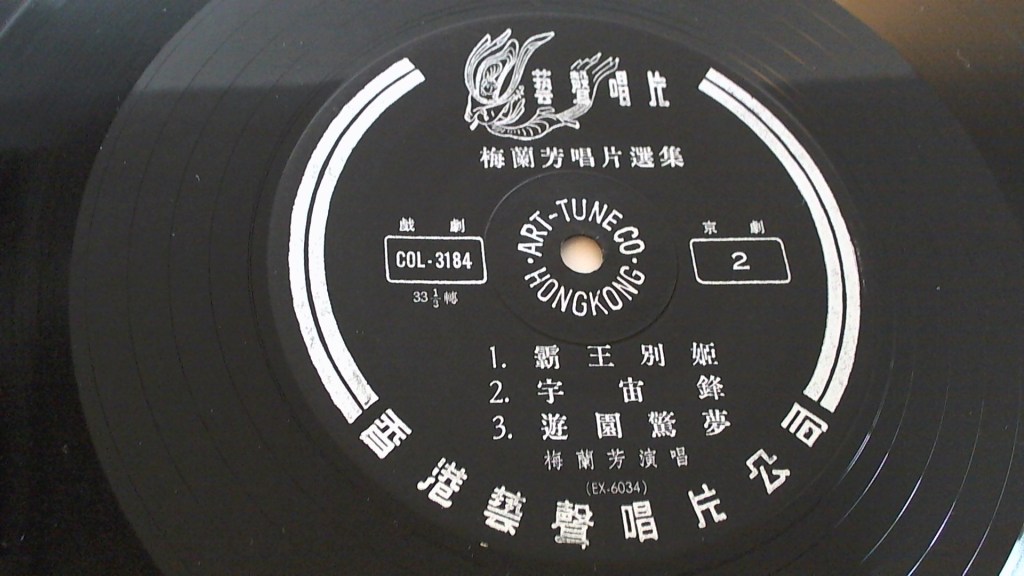 藝聲唱片
梅蘭芳唱片選集
戲劇
COL-3184
33 1/3 轉
ART-TUNE CO
·HONGKONG·
京劇
2
1. 霸王別姬
2. 宇宙鋒
3. 遊園驚夢
梅蘭芳演唱
(EX-6034)
香港藝聲唱片公司